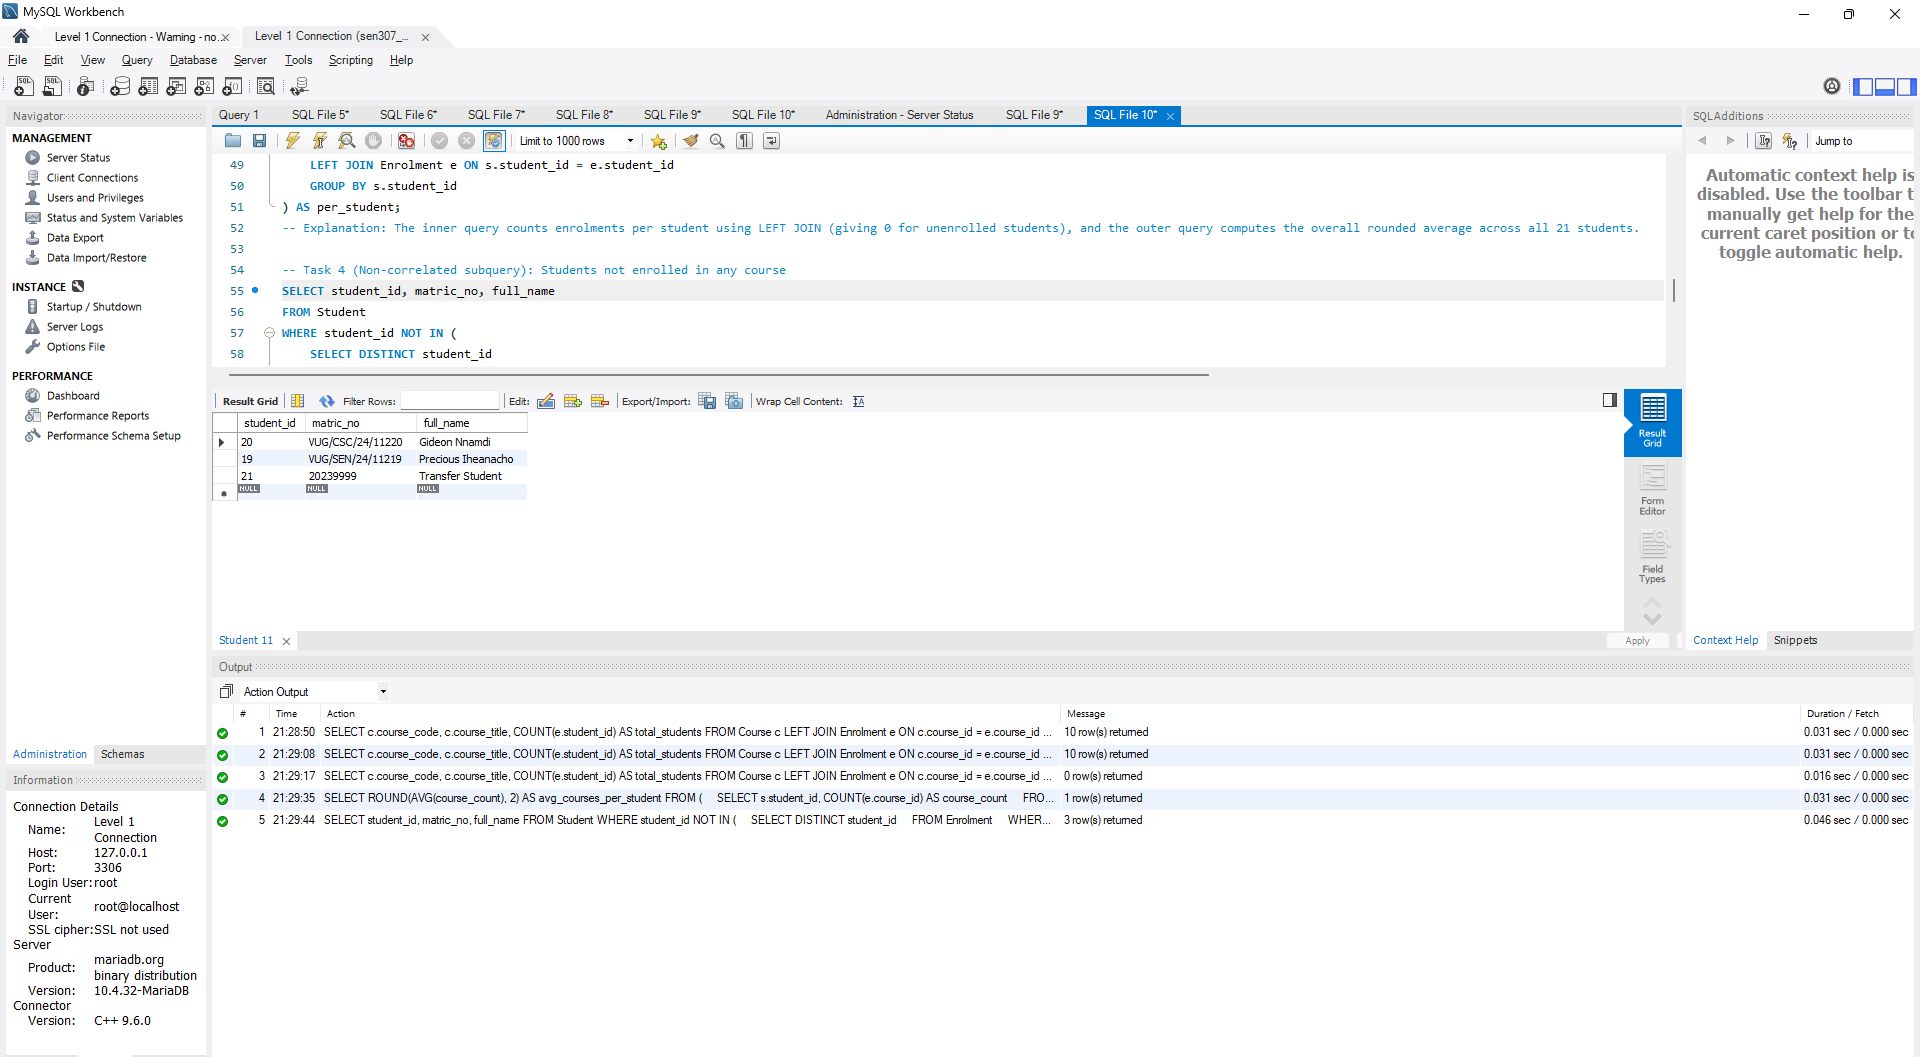 MySQL Workbench
Level 1 Connection - Warning - no...
Level 1 Connection (sen307_...
File Edit View Query Database Server Tools Scripting Help
Navigator
MANAGEMENT
Server Status
Client Connections
Users and Privileges
Status and System Variables
Data Export
Data Import/Restore
INSTANCE
Startup / Shutdown
Server Logs
Options File
PERFORMANCE
Dashboard
Performance Reports
Performance Schema Setup
Administration Schemas
Information
Connection Details
Name: Level 1 Connection
Host: 127.0.0.1
Port: 3306
Login User: root
Current User: root@localhost
SSL cipher: SSL not used
Server
Product: mariadb.org binary distribution
Version: 10.4.32-MariaDB
Connector
Version: C++ 9.6.0
Query 1 SQL File 5* SQL File 6* SQL File 7* SQL File 8* SQL File 9* SQL File 10* Administration - Server Status SQL File 9* SQL File 10*
Limit to 1000 rows
49 LEFT JOIN Enrolment e ON s.student_id = e.student_id
50 GROUP BY s.student_id
51 ) AS per_student;
52 -- Explanation: The inner query counts enrolments per student using LEFT JOIN (giving 0 for unenrolled students), and the outer query computes the overall rounded average across all 21 students.
53
54 -- Task 4 (Non-correlated subquery): Students not enrolled in any course
55 SELECT student_id, matric_no, full_name
56 FROM Student
57 WHERE student_id NOT IN (
58 SELECT DISTINCT student_id
Result Grid Filter Rows: Edit: Export/Import: Wrap Cell Content:
student_id matric_no full_name
20 VUG/CSC/24/11220 Gideon Nnamdi
19 VUG/SEN/24/11219 Precious Iheanacho
21 20239999 Transfer Student
NULL NULL NULL
Result Grid
Form Editor
Field Types
Student 11
Apply
SQLAdditions
Jump to
Automatic context help is
disabled. Use the toolbar t
manually get help for the
current caret position or to
toggle automatic help.
Context Help Snippets
Output
Action Output
# Time Action Message Duration / Fetch
1 21:28:50 SELECT c.course_code, c.course_title, COUNT(e.student_id) AS total_students FROM Course c LEFT JOIN Enrolment e ON c.course_id = e.course_id ... 10 row(s) returned 0.031 sec / 0.000 sec
2 21:29:08 SELECT c.course_code, c.course_title, COUNT(e.student_id) AS total_students FROM Course c LEFT JOIN Enrolment e ON c.course_id = e.course_id ... 10 row(s) returned 0.031 sec / 0.000 sec
3 21:29:17 SELECT c.course_code, c.course_title, COUNT(e.student_id) AS total_students FROM Course c LEFT JOIN Enrolment e ON c.course_id = e.course_id ... 0 row(s) returned 0.016 sec / 0.000 sec
4 21:29:35 SELECT ROUND(AVG(course_count), 2) AS avg_courses_per_student FROM ( SELECT s.student_id, COUNT(e.course_id) AS course_count FRO... 1 row(s) returned 0.031 sec / 0.000 sec
5 21:29:44 SELECT student_id, matric_no, full_name FROM Student WHERE student_id NOT IN ( SELECT DISTINCT student_id FROM Enrolment WHER... 3 row(s) returned 0.046 sec / 0.000 sec